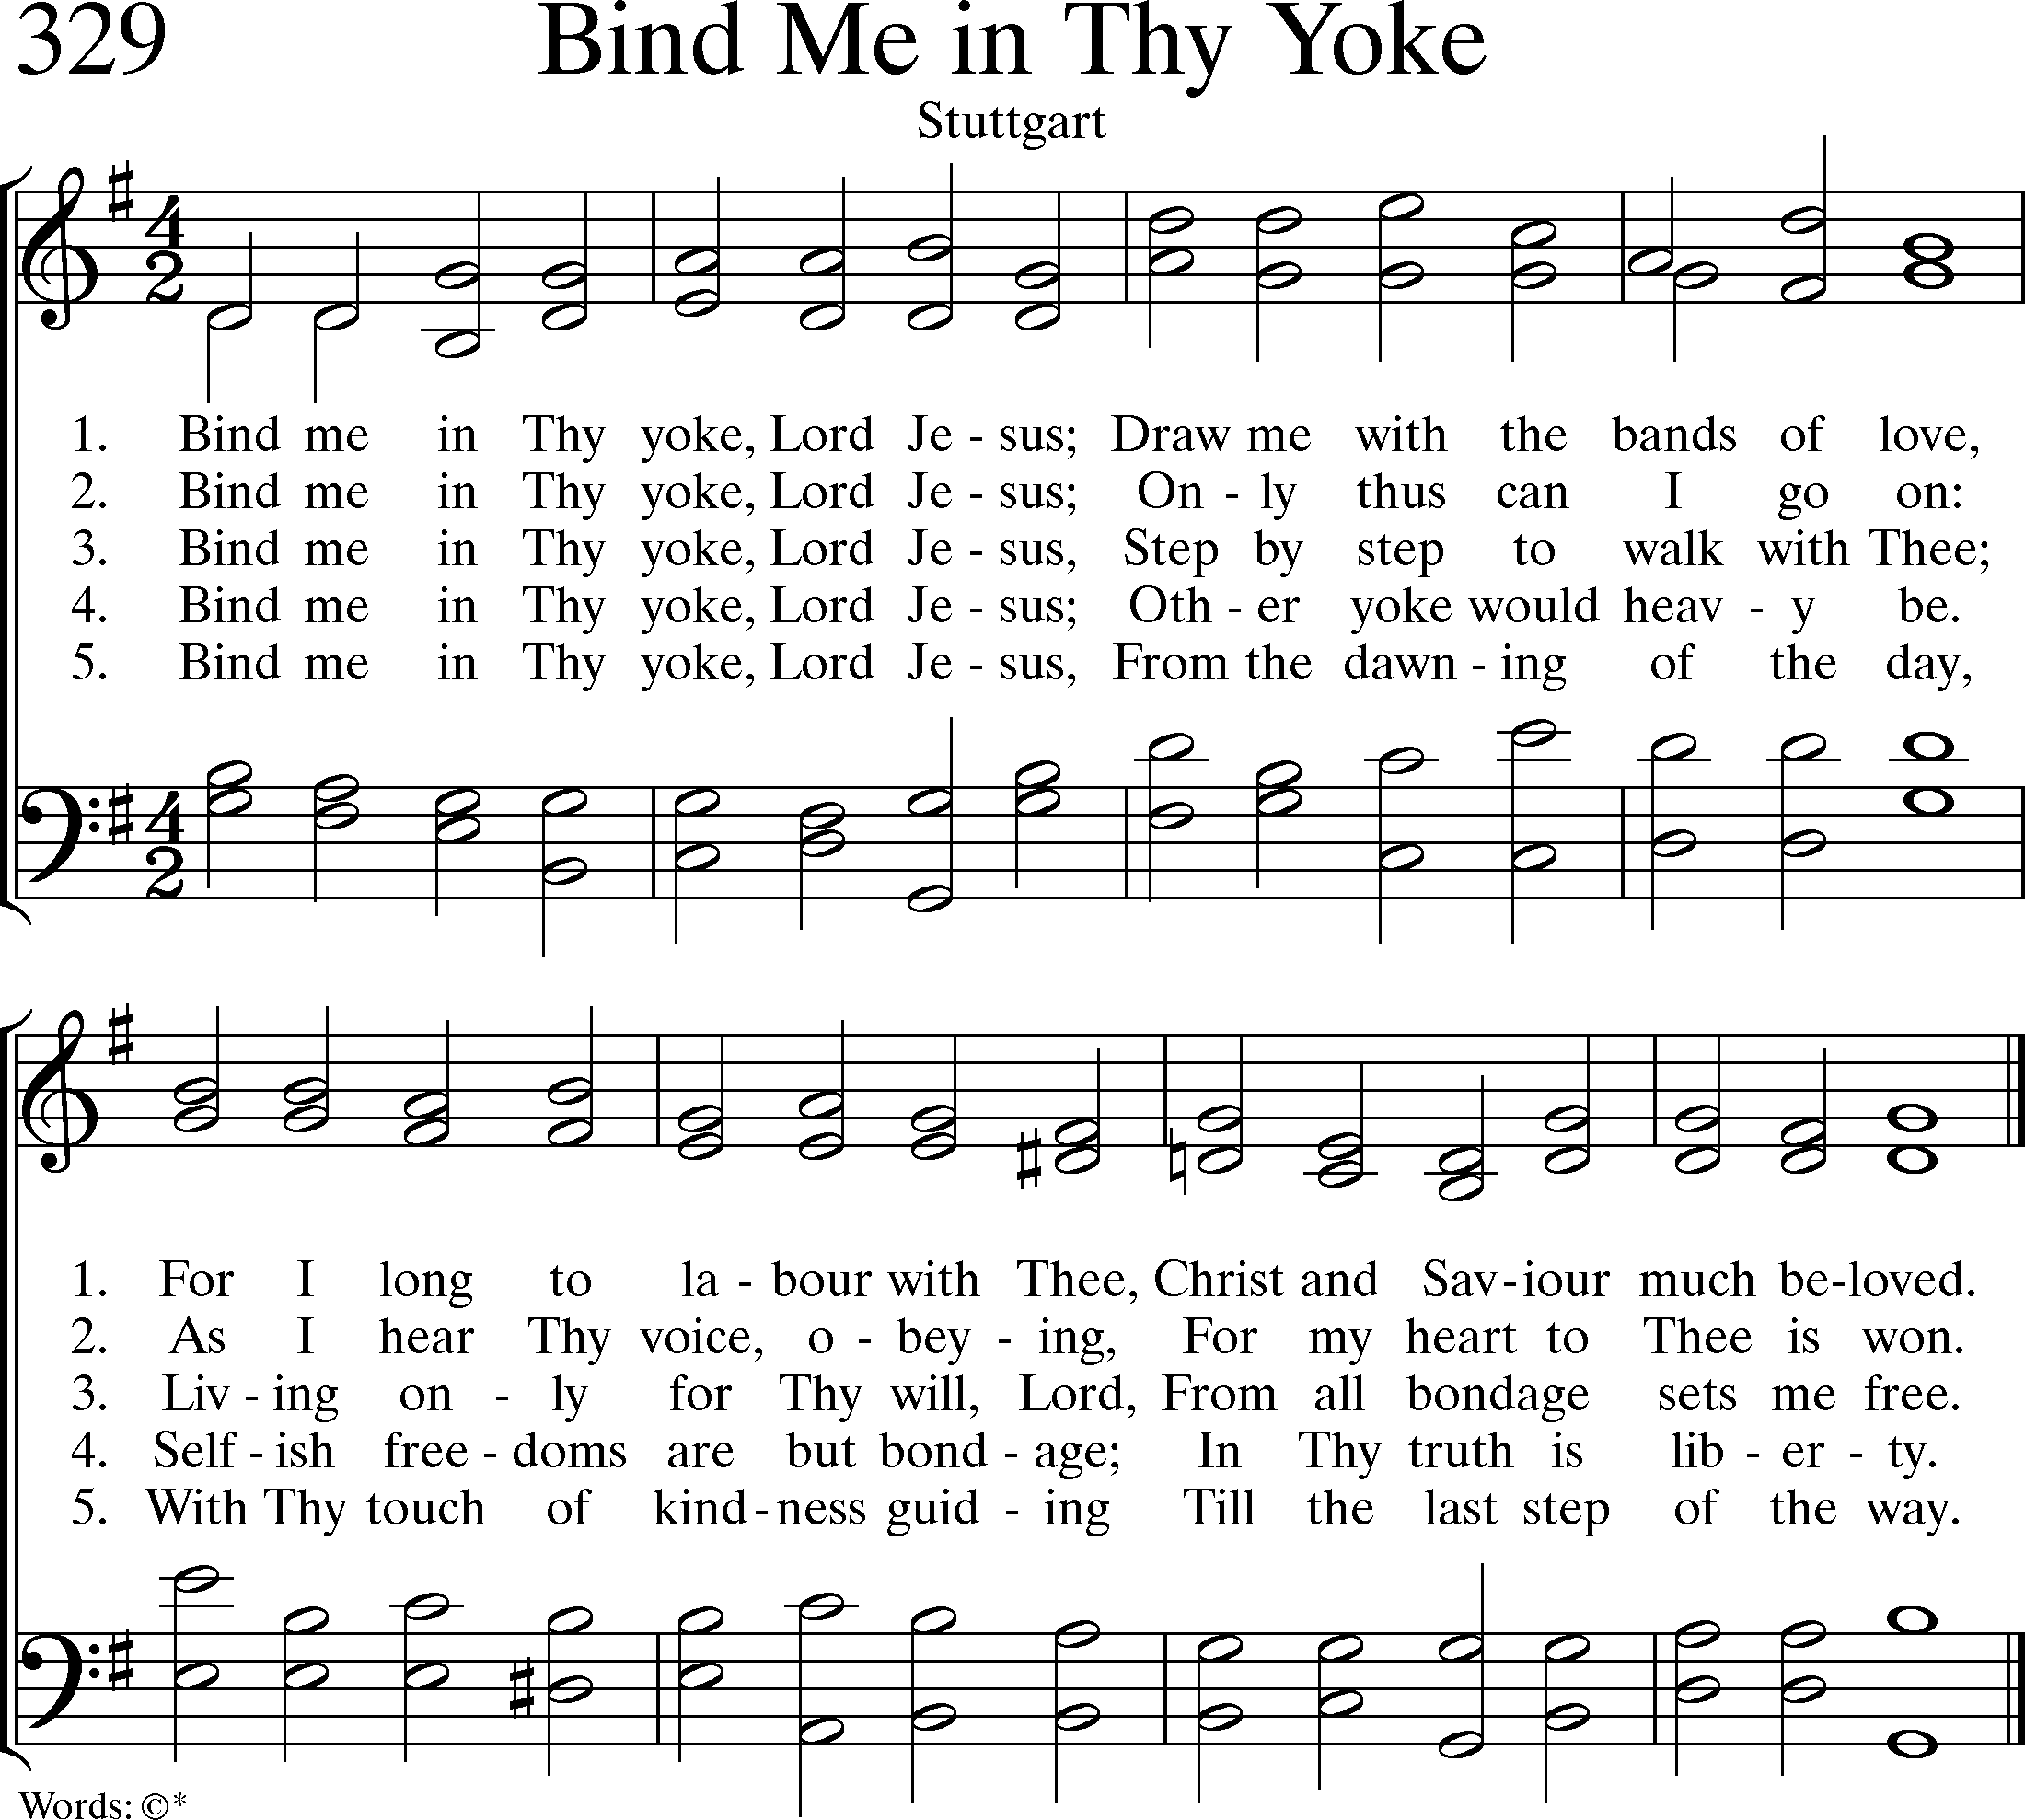 329 Bind Me in Thy Yoke
Stuttgart
4
2
1. Bind me in Thy yoke, Lord Je - sus; Draw me with the bands of love,
2. Bind me in Thy yoke, Lord Je - sus; On - ly thus can I go on:
3. Bind me in Thy yoke, Lord Je - sus, Step by step to walk with Thee;
4. Bind me in Thy yoke, Lord Je - sus; Oth - er yoke would heav - y be.
5. Bind me in Thy yoke, Lord Je - sus, From the dawn - ing of the day,
4
2
1. For I long to la - bour with Thee, Christ and Sav-iour much be-loved.
2. As I hear Thy voice, o - bey - ing, For my heart to Thee is won.
3. Liv - ing on - ly for Thy will, Lord, From all bondage sets me free.
4. Self - ish free - doms are but bond - age; In Thy truth is lib - er - ty.
5. With Thy touch of kind - ness guid - ing Till the last step of the way.
Words: ©*